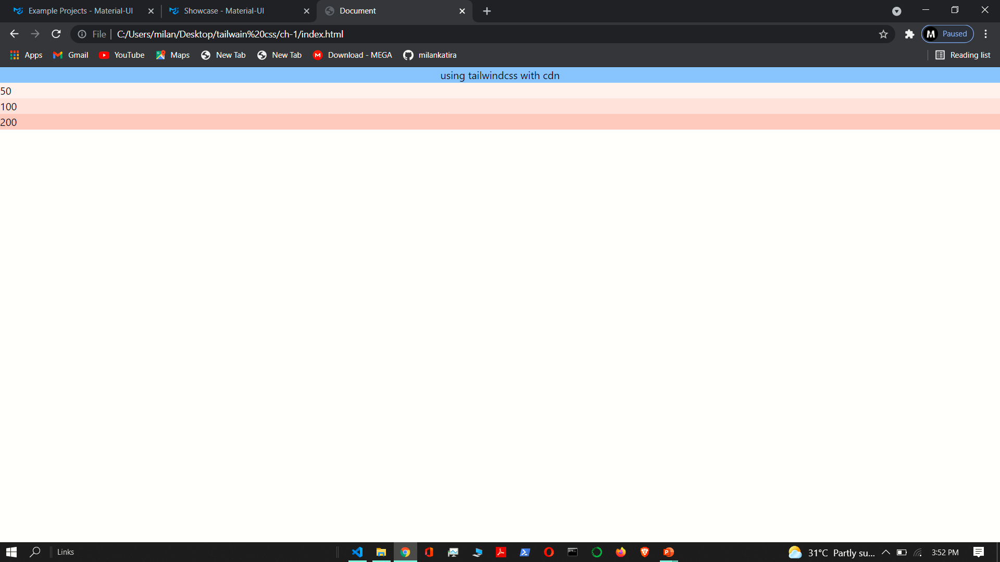 Example Projects - Material-UI
Showcase - Material-UI
Document
File
C:/Users/milan/Desktop/tailwain%20css/ch-1/index.html
Paused
Apps
Gmail
YouTube
Maps
New Tab
New Tab
Download - MEGA
milankatira
Reading list
using tailwindcss with cdn
50
100
200
Links
31°C Partly su...
3:52 PM